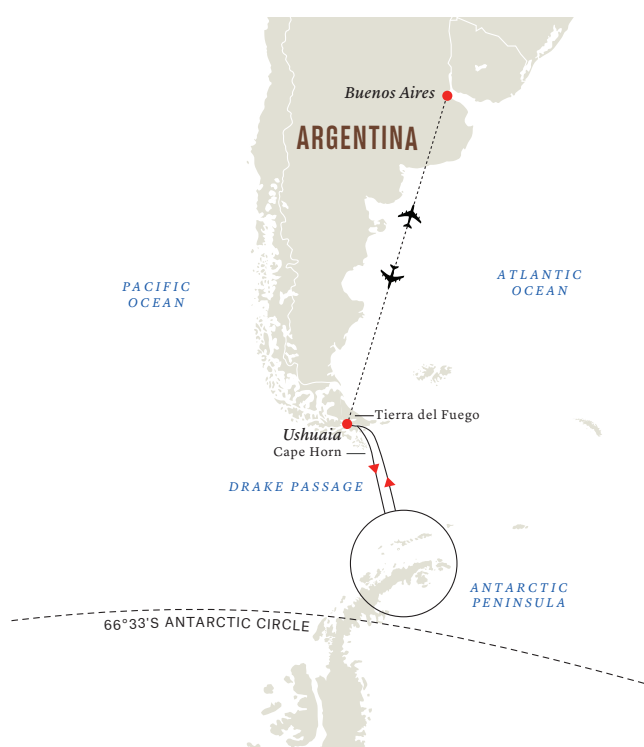 Buenos Aires
ARGENTINA
PACIFIC
OCEAN
ATLANTIC
OCEAN
Tierra del Fuego
Ushuaia
Cape Horn
DRAKE PASSAGE
ANTARCTIC
PENINSULA
66°33'S ANTARCTIC CIRCLE